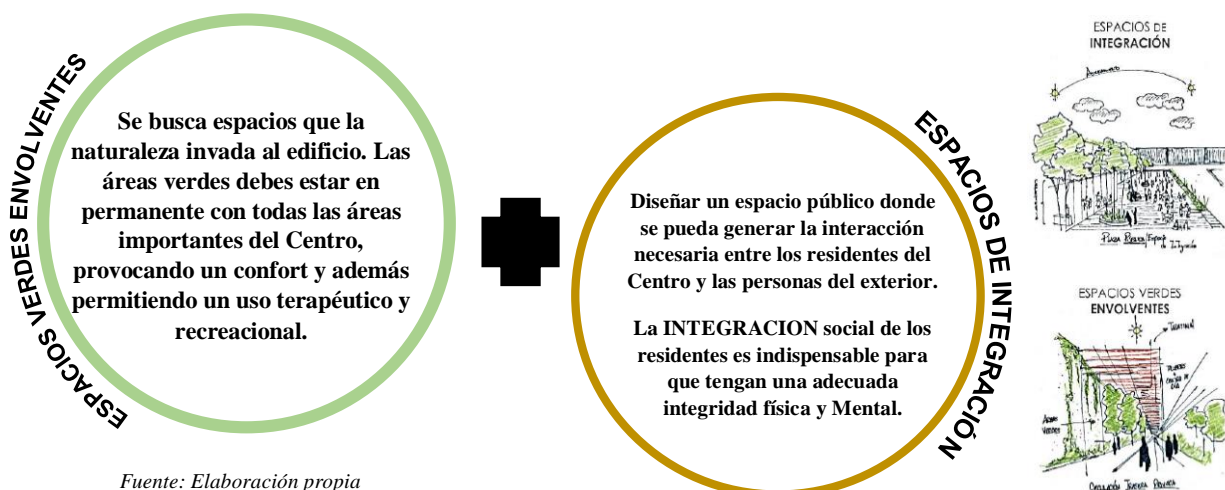 ESPACIOS VERDES ENVOLVENTES
Se busca espacios que la
naturaleza invada al edificio. Las
áreas verdes debes estar en
permanente con todas las áreas
importantes del Centro,
provocando un confort y además
permitiendo un uso terapéutico y
recreacional.
Fuente: Elaboración propia
ESPACIOS DE INTEGRACIÓN
Diseñar un espacio público donde
se pueda generar la interacción
necesaria entre los residentes del
Centro y las personas del exterior.
La INTEGRACION social de los
residentes es indispensable para
que tengan una adecuada
integridad física y Mental.
ESPACIOS DE
INTEGRACIÓN
ESPACIOS VERDES
ENVOLVENTES
ÁREAS
VERDES